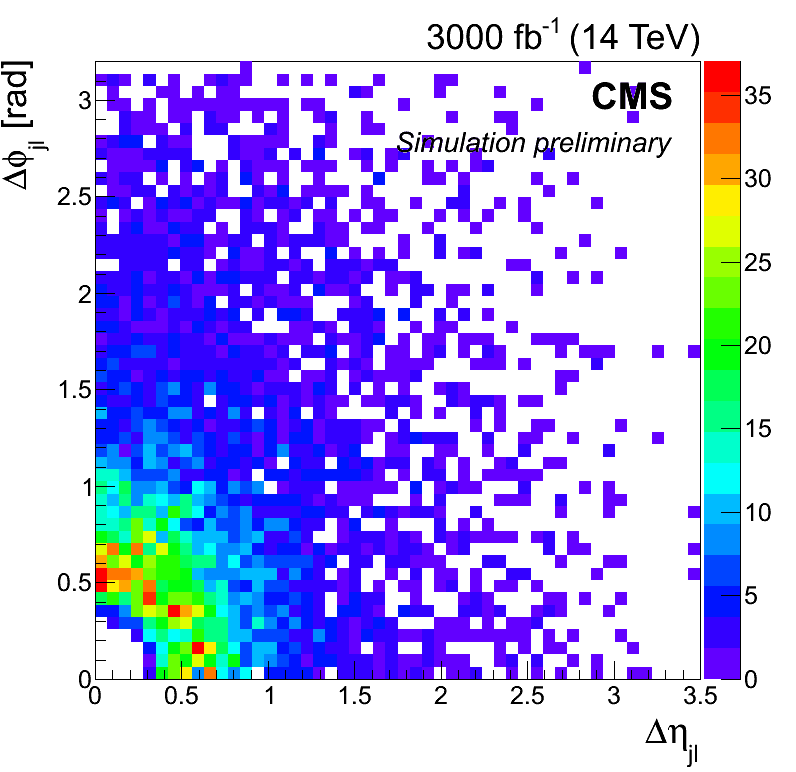 3000 fb⁻¹ (14 TeV)
CMS
Simulation preliminary
Δϕ_jl [rad]
3
2.5
2
1.5
1
0.5
0
0 0.5 1 1.5 2 2.5 3 3.5
Δη_jl
35
30
25
20
15
10
5
0